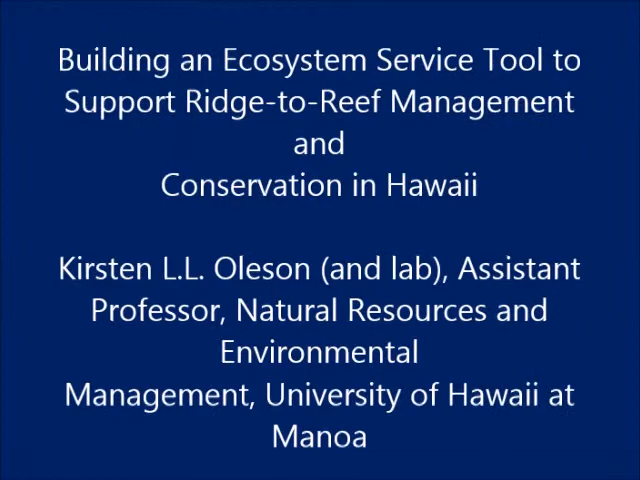 Building an Ecosystem Service Tool to
Support Ridge-to-Reef Management
and
Conservation in Hawaii
Kirsten L.L. Oleson (and lab), Assistant
Professor, Natural Resources and
Environmental
Management, University of Hawaii at
Manoa